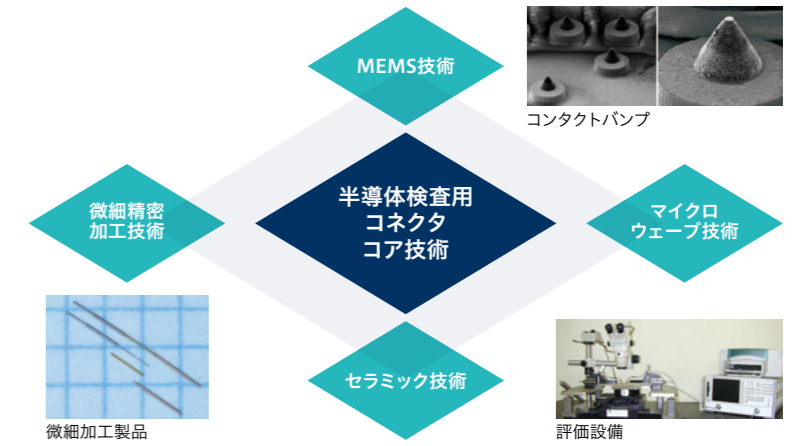 MEMS技術
コンタクトバンプ
微細精密
加工技術
半導体検査用
コネクタ
コア技術
マイクロ
ウェーブ技術
セラミック技術
微細加工製品
評価設備